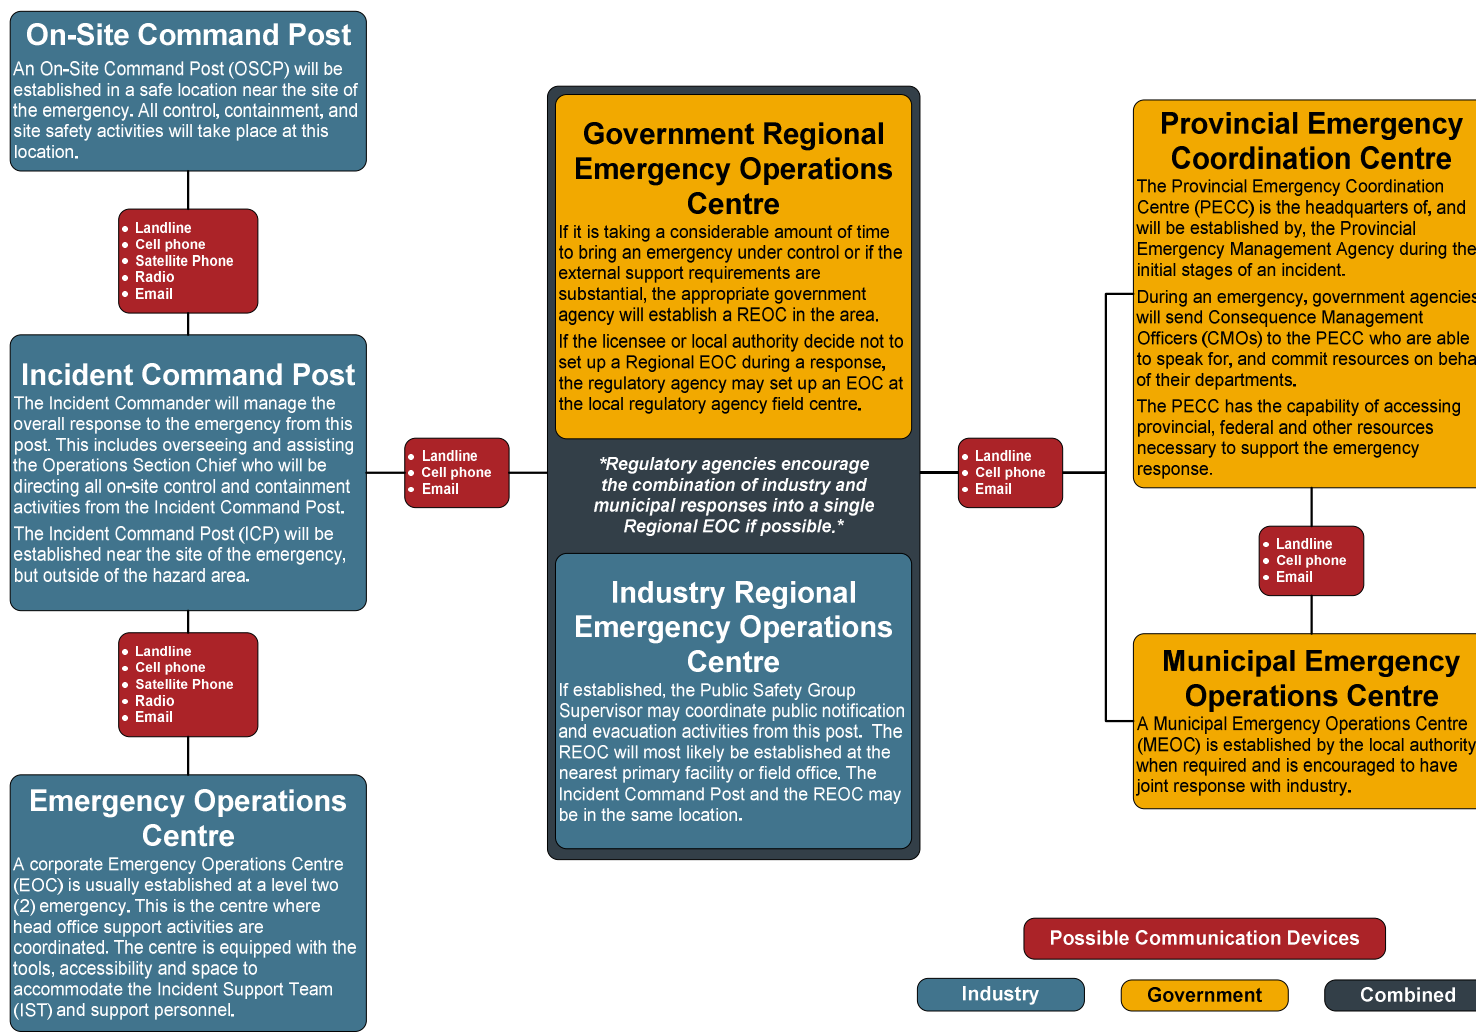 On-Site Command Post
An On-Site Command Post (OSCP) will be
established in a safe location near the site of
the emergency. All control, containment, and
site safety activities will take place at this
location.
• Landline
• Cell phone
• Satellite Phone
• Radio
• Email
Incident Command Post
The Incident Commander will manage the
overall response to the emergency from this
post. This includes overseeing and assisting
the Operations Section Chief who will be
directing all on-site control and containment
activities from the Incident Command Post.
The Incident Command Post (ICP) will be
established near the site of the emergency,
but outside of the hazard area.
• Landline
• Cell phone
• Satellite Phone
• Radio
• Email
Emergency Operations
Centre
A corporate Emergency Operations Centre
(EOC) is usually established at a level two
(2) emergency. This is the centre where
head office support activities are
coordinated. The centre is equipped with the
tools, accessibility and space to
accommodate the Incident Support Team
(IST) and support personnel.
• Landline
• Cell phone
• Email
Government Regional
Emergency Operations
Centre
If it is taking a considerable amount of time
to bring an emergency under control or if the
external support requirements are
substantial, the appropriate government
agency will establish a REOC in the area.
If the licensee or local authority decide not to
set up a Regional EOC during a response,
the regulatory agency may set up an EOC at
the local regulatory agency field centre.
*Regulatory agencies encourage
the combination of industry and
municipal responses into a single
Regional EOC if possible.*
Industry Regional
Emergency Operations
Centre
If established, the Public Safety Group
Supervisor may coordinate public notification
and evacuation activities from this post. The
REOC will most likely be established at the
nearest primary facility or field office. The
Incident Command Post and the REOC may
be in the same location.
• Landline
• Cell phone
• Email
Provincial Emergency
Coordination Centre
The Provincial Emergency Coordination
Centre (PECC) is the headquarters of, and
will be established by, the Provincial
Emergency Management Agency during the
initial stages of an incident.
During an emergency, government agencies
will send Consequence Management
Officers (CMOs) to the PECC who are able
to speak for, and commit resources on beha
of their departments.
The PECC has the capability of accessing
provincial, federal and other resources
necessary to support the emergency
response.
• Landline
• Cell phone
• Email
Municipal Emergency
Operations Centre
A Municipal Emergency Operations Centre
(MEOC) is established by the local authority
when required and is encouraged to have
joint response with industry.
Possible Communication Devices
Industry
Government
Combined